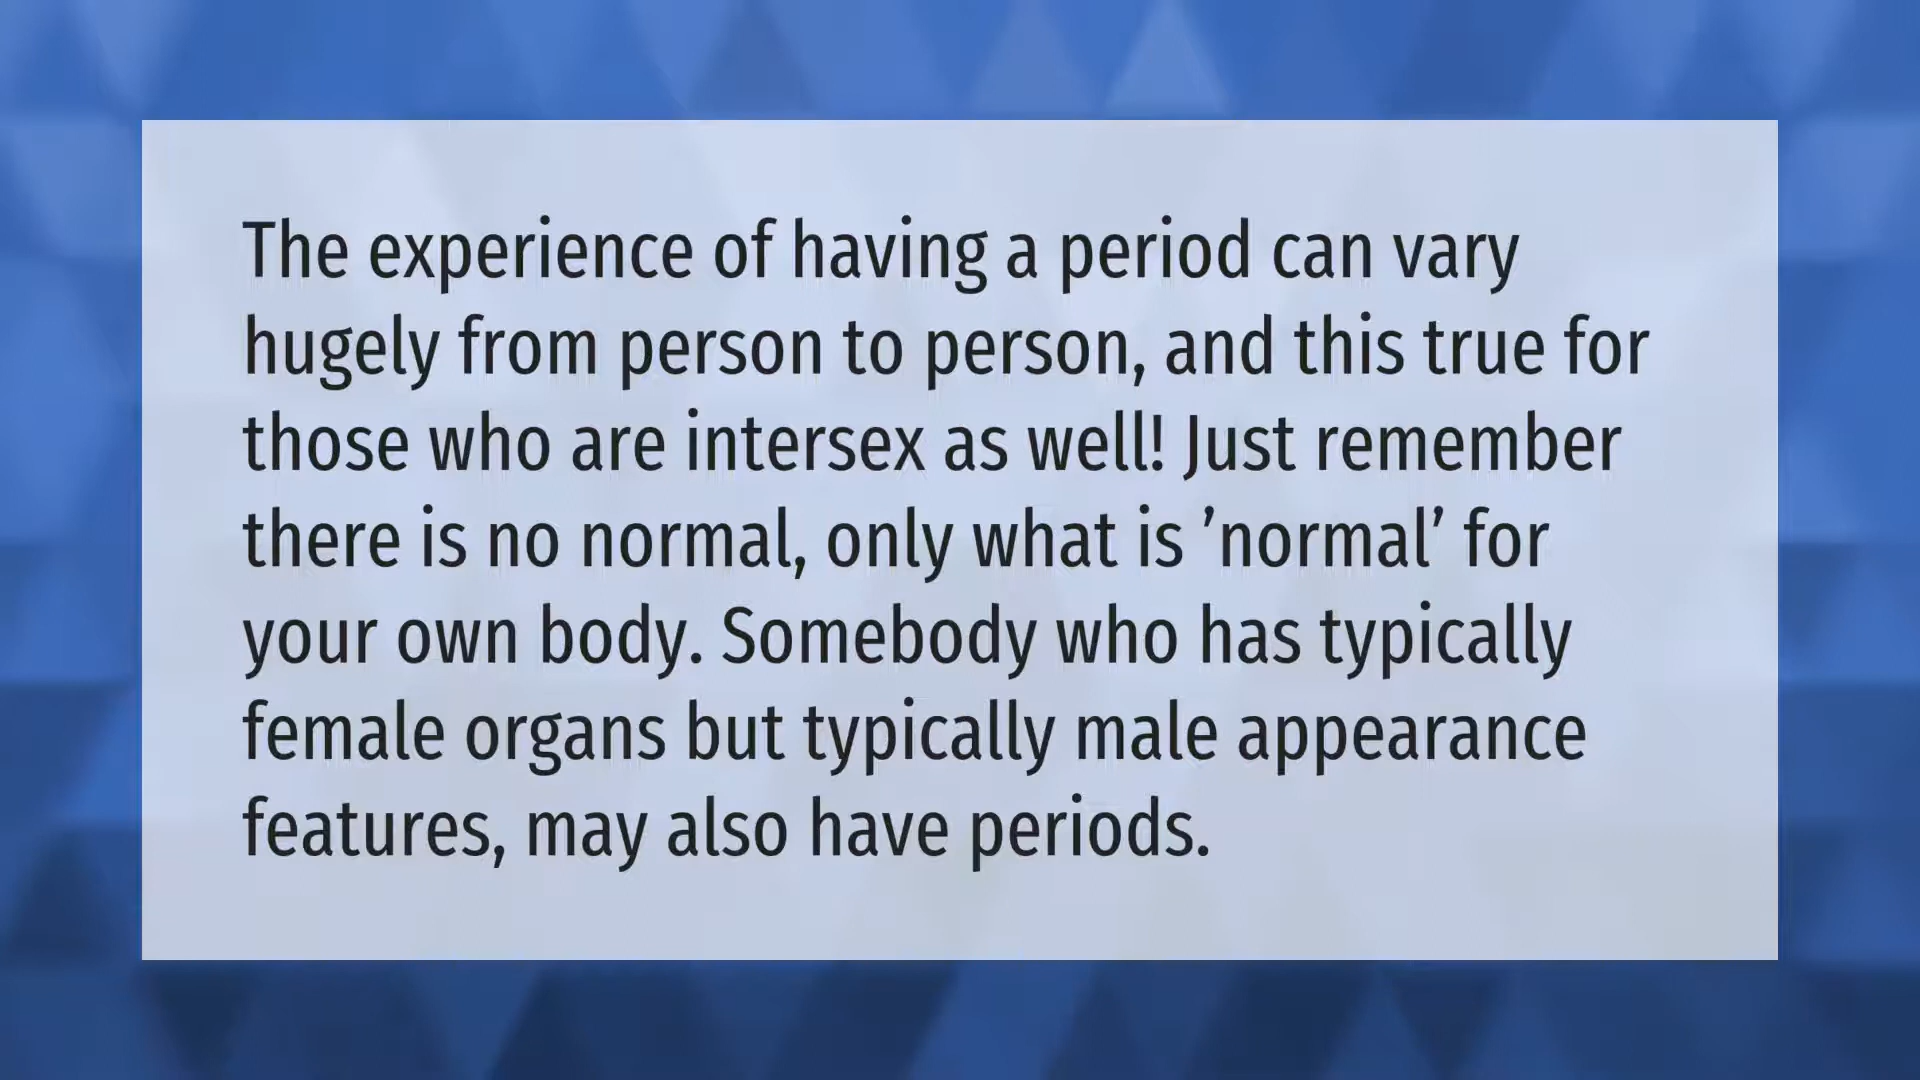 The experience of having a period can vary
hugely from person to person, and this true for
those who are intersex as well! Just remember
there is no normal, only what is ’normal’ for
your own body. Somebody who has typically
female organs but typically male appearance
features, may also have periods.